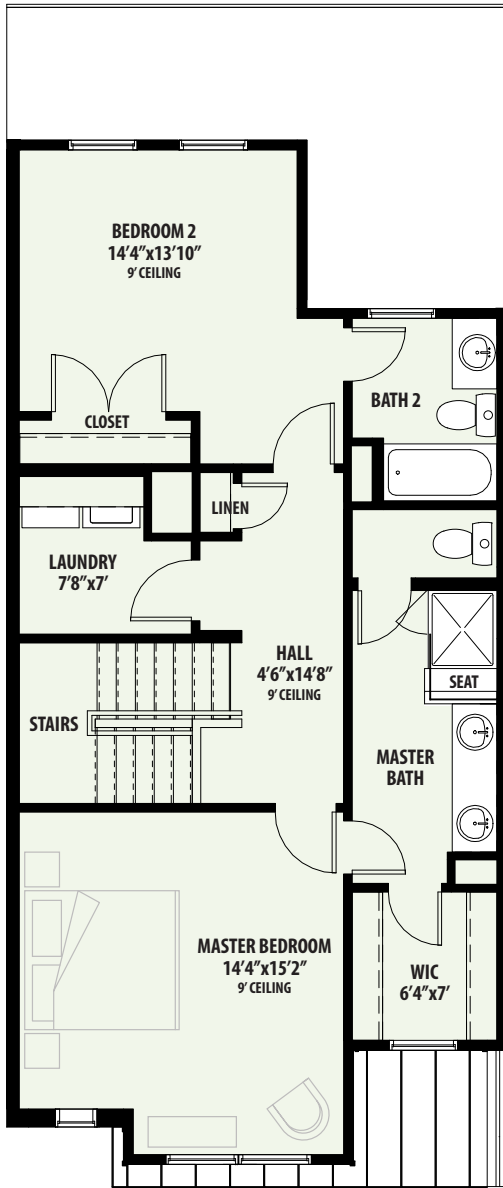 BEDROOM 2
14’4”x13’10”
9’ CEILING
CLOSET
BATH 2
LINEN
LAUNDRY
7’8”x7’
HALL
4’6”x14’8”
9’ CEILING
SEAT
STAIRS
MASTER
BATH
MASTER BEDROOM
14’4”x15’2”
9’ CEILING
WIC
6’4”x7’